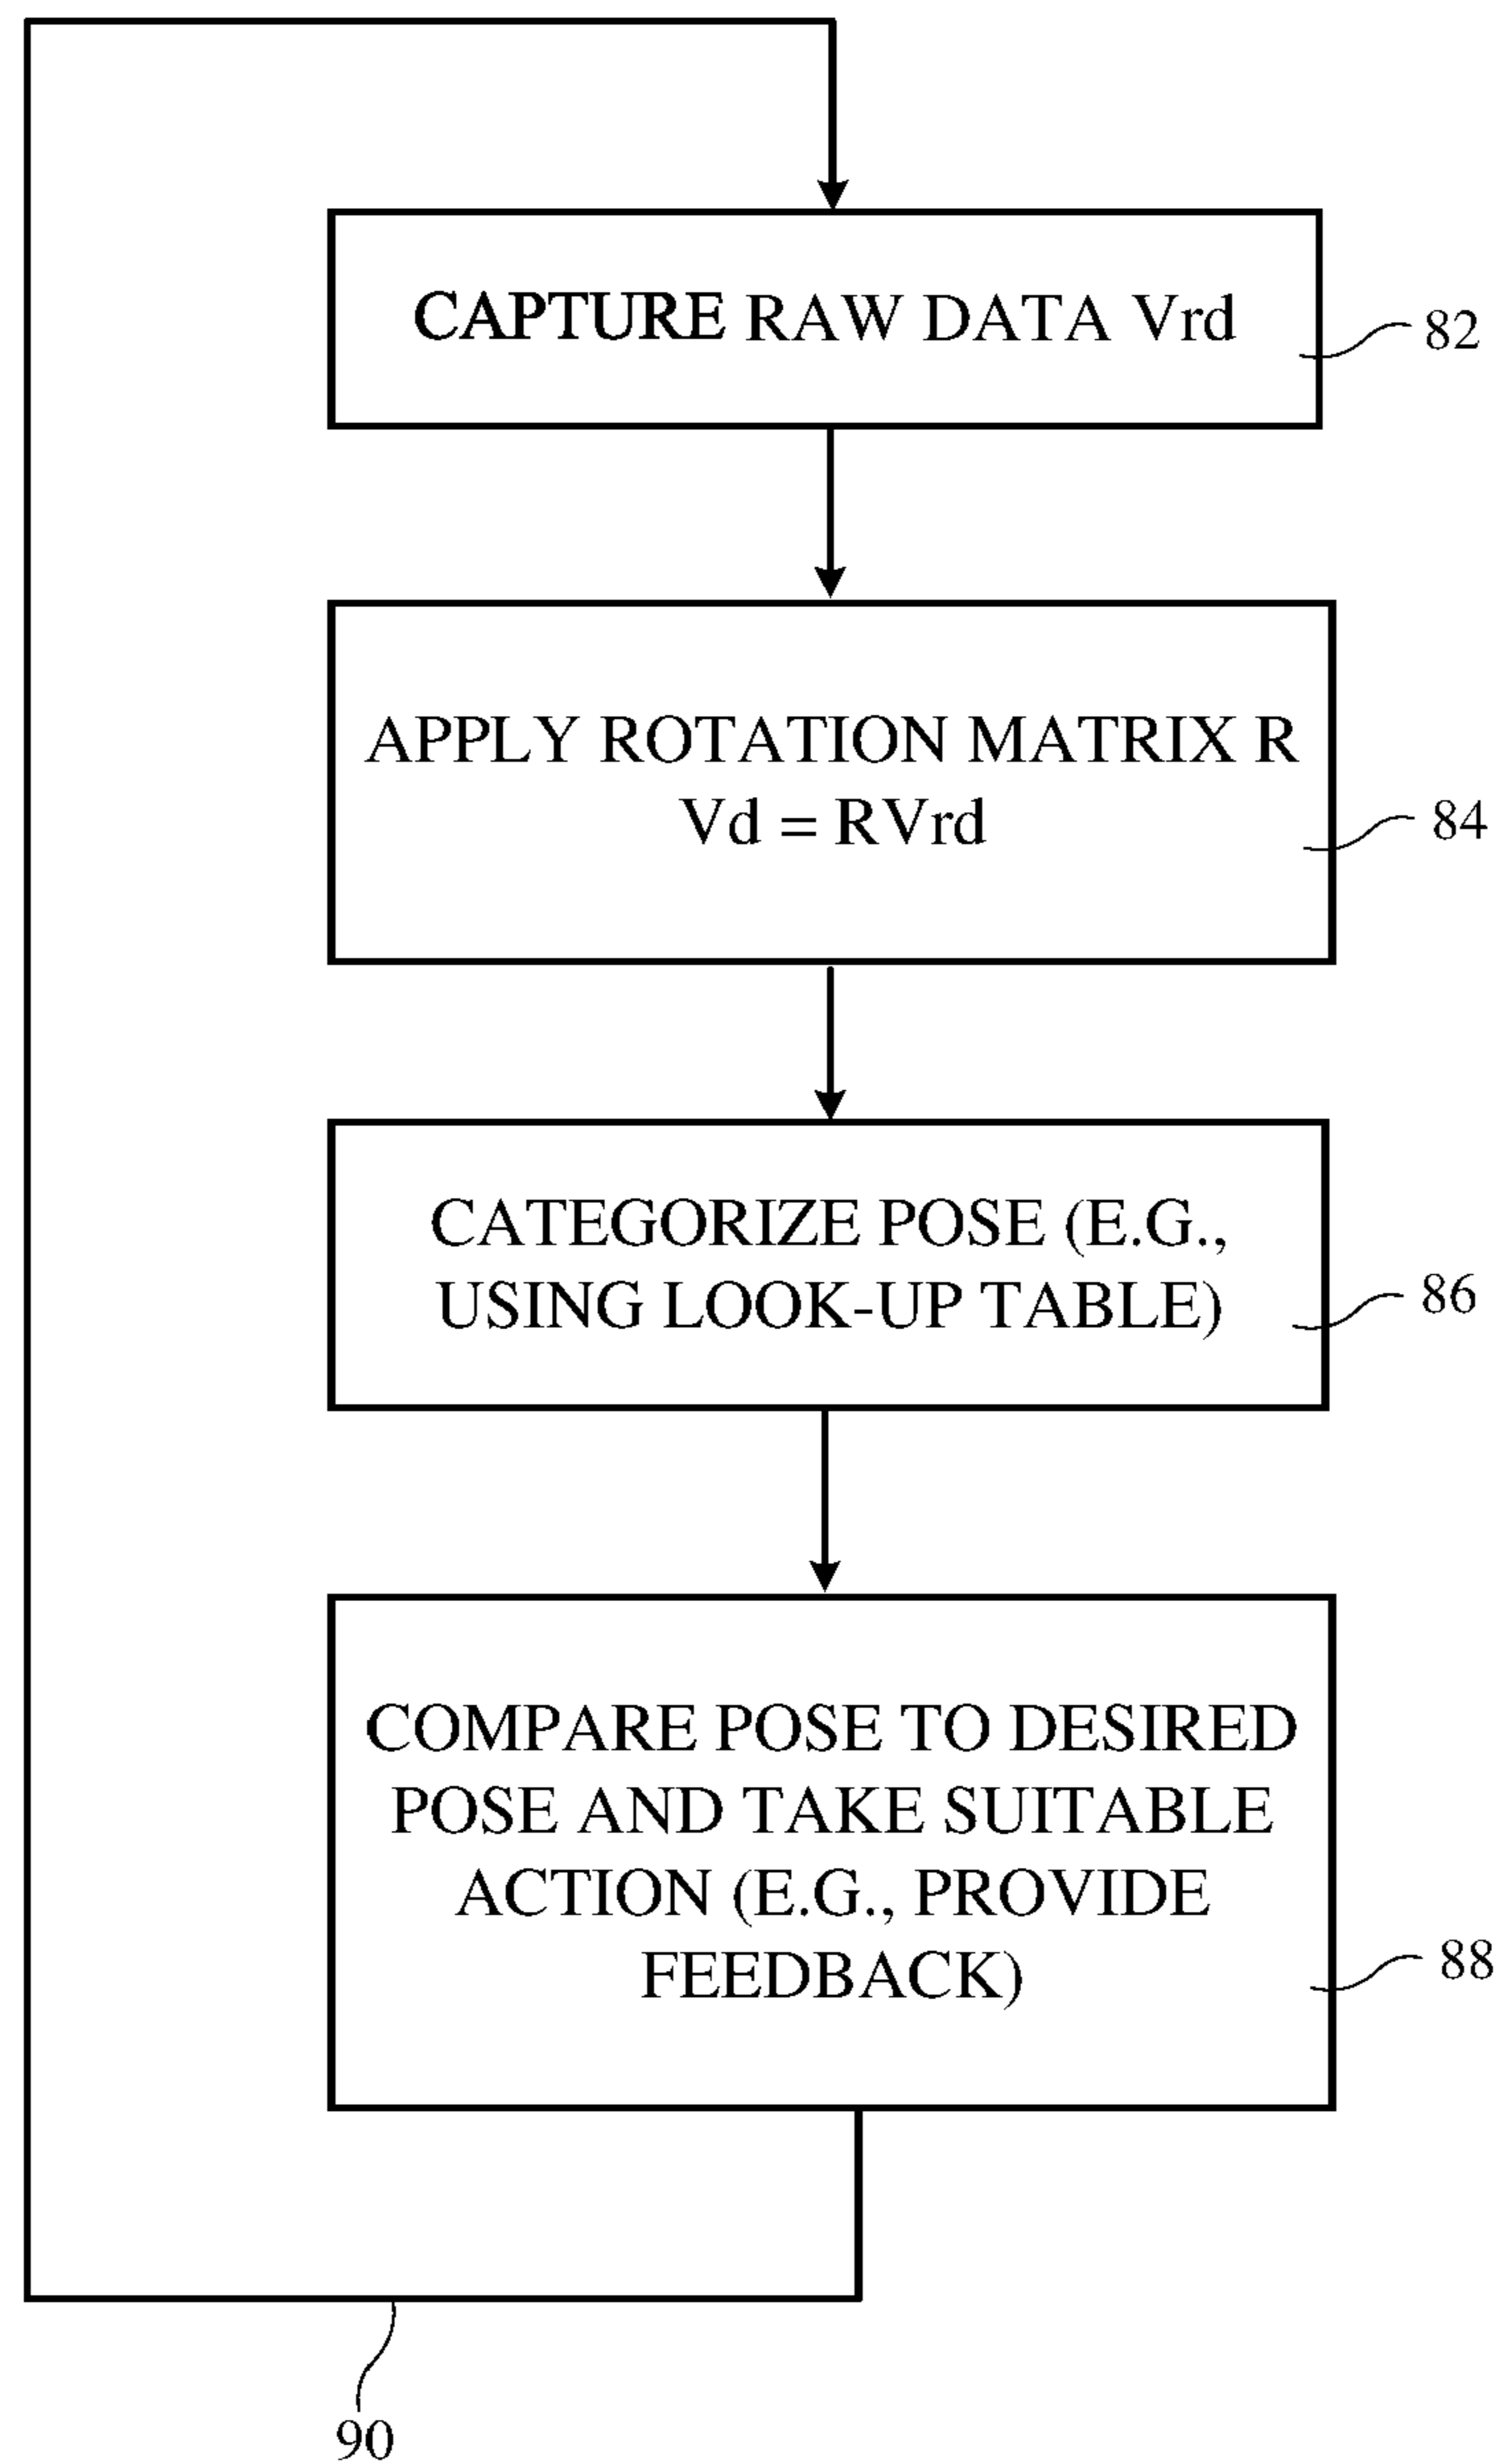 CAPTURE RAW DATA Vrd
82
APPLY ROTATION MATRIX R
Vd = RVrd
84
CATEGORIZE POSE (E.G.,
USING LOOK-UP TABLE)
86
COMPARE POSE TO DESIRED
POSE AND TAKE SUITABLE
ACTION (E.G., PROVIDE
FEEDBACK)
88
90